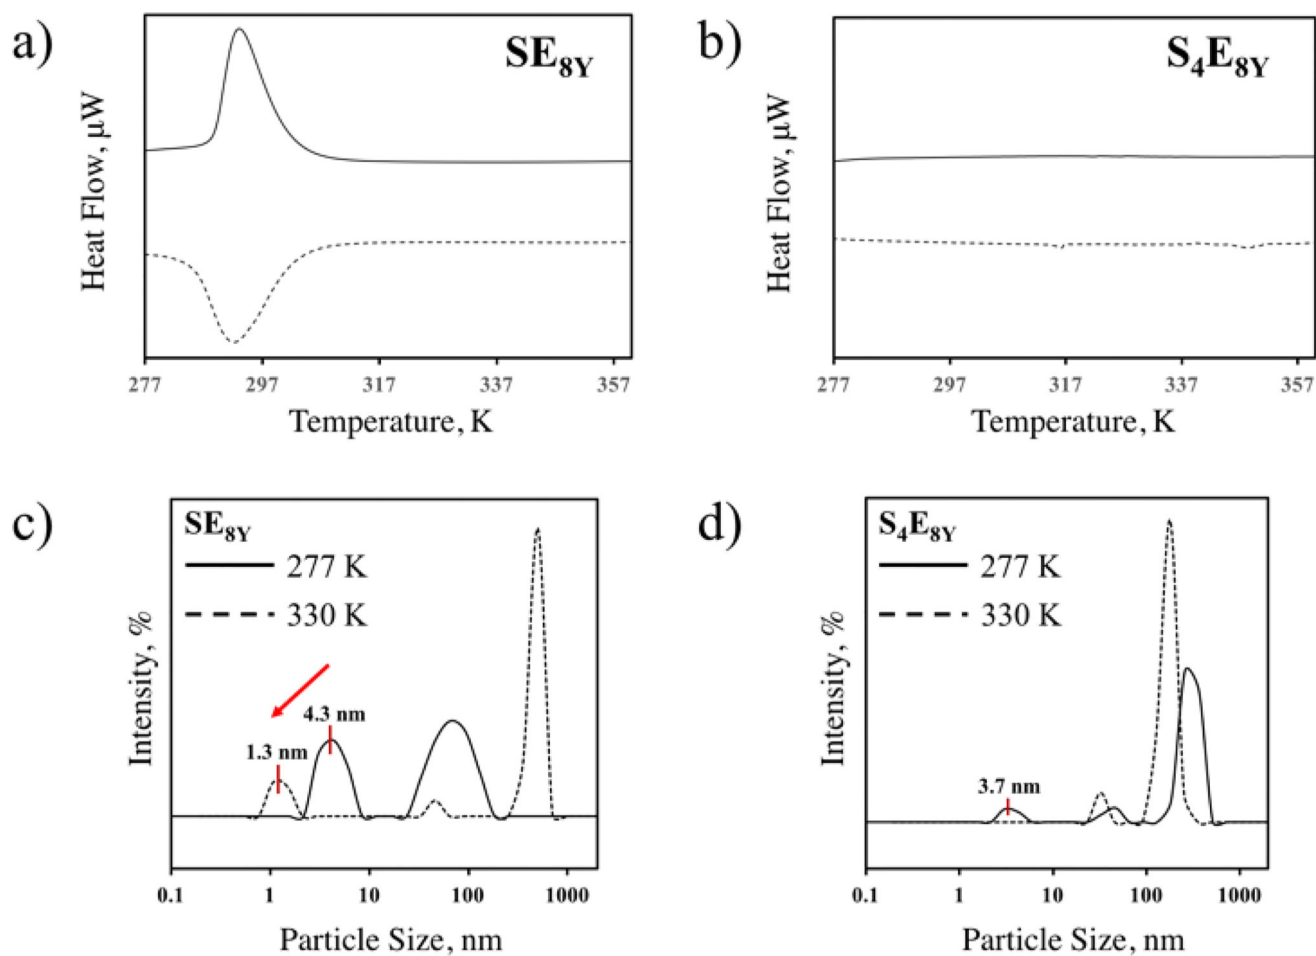 a)
SE8Y
Heat Flow, µW
277 297 317 337 357
Temperature, K
b)
S4E8Y
Heat Flow, µW
277 297 317 337 357
Temperature, K
c)
SE8Y
277 K
330 K
4.3 nm
1.3 nm
Intensity, %
0.1 1 10 100 1000
Particle Size, nm
d)
S4E8Y
277 K
330 K
3.7 nm
Intensity, %
0.1 1 10 100 1000
Particle Size, nm